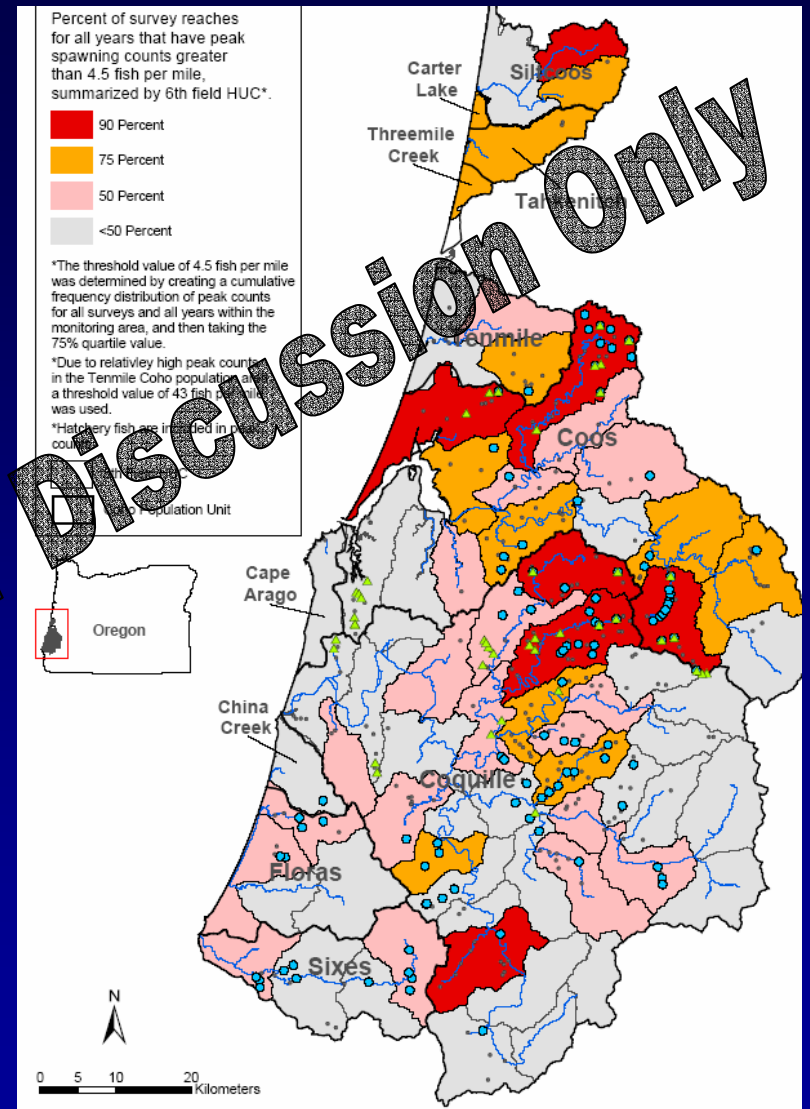 Percent of survey reaches
for all years that have peak
spawning counts greater
than 4.5 fish per mile,
summarized by 6th field HUC*.
90 Percent
75 Percent
50 Percent
<50 Percent
*The threshold value of 4.5 fish per mile
was determined by creating a cumulative
frequency distribution of peak counts
for all surveys and all years within the
monitoring area, and then taking the
75% quartile value.
*Due to relativley high peak counts
in the Tenmile Coho population
a threshold value of 43 fish per mile
was used.
*Hatchery fish are included in peak
Coho Population Unit
Discussion Only
Siltcoos
Carter
Lake
Threemile
Creek
Tahkenitch
Tenmile
Coos
Cape
Arago
Oregon
China
Creek
Coquille
Floras
Sixes
N
0 5 10 20
Kilometers